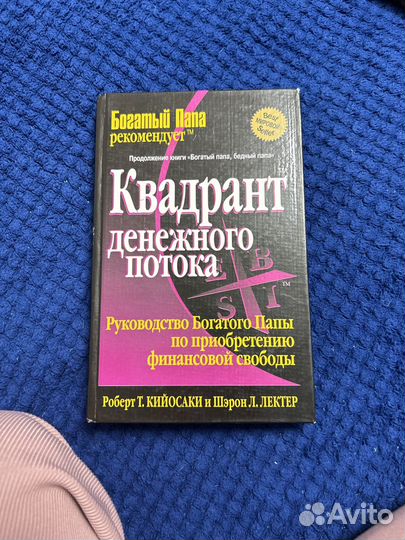 Богатый Папа
рекомендует™
Продолжение книги «Богатый папа, бедный папа»
Квадрант
денежного
потока
E B
S I ™
Руководство Богатого Папы
по приобретению
финансовой свободы
Роберт Т. КИЙОСАКИ и Шэрон Л. ЛЕКТЕР
Avito